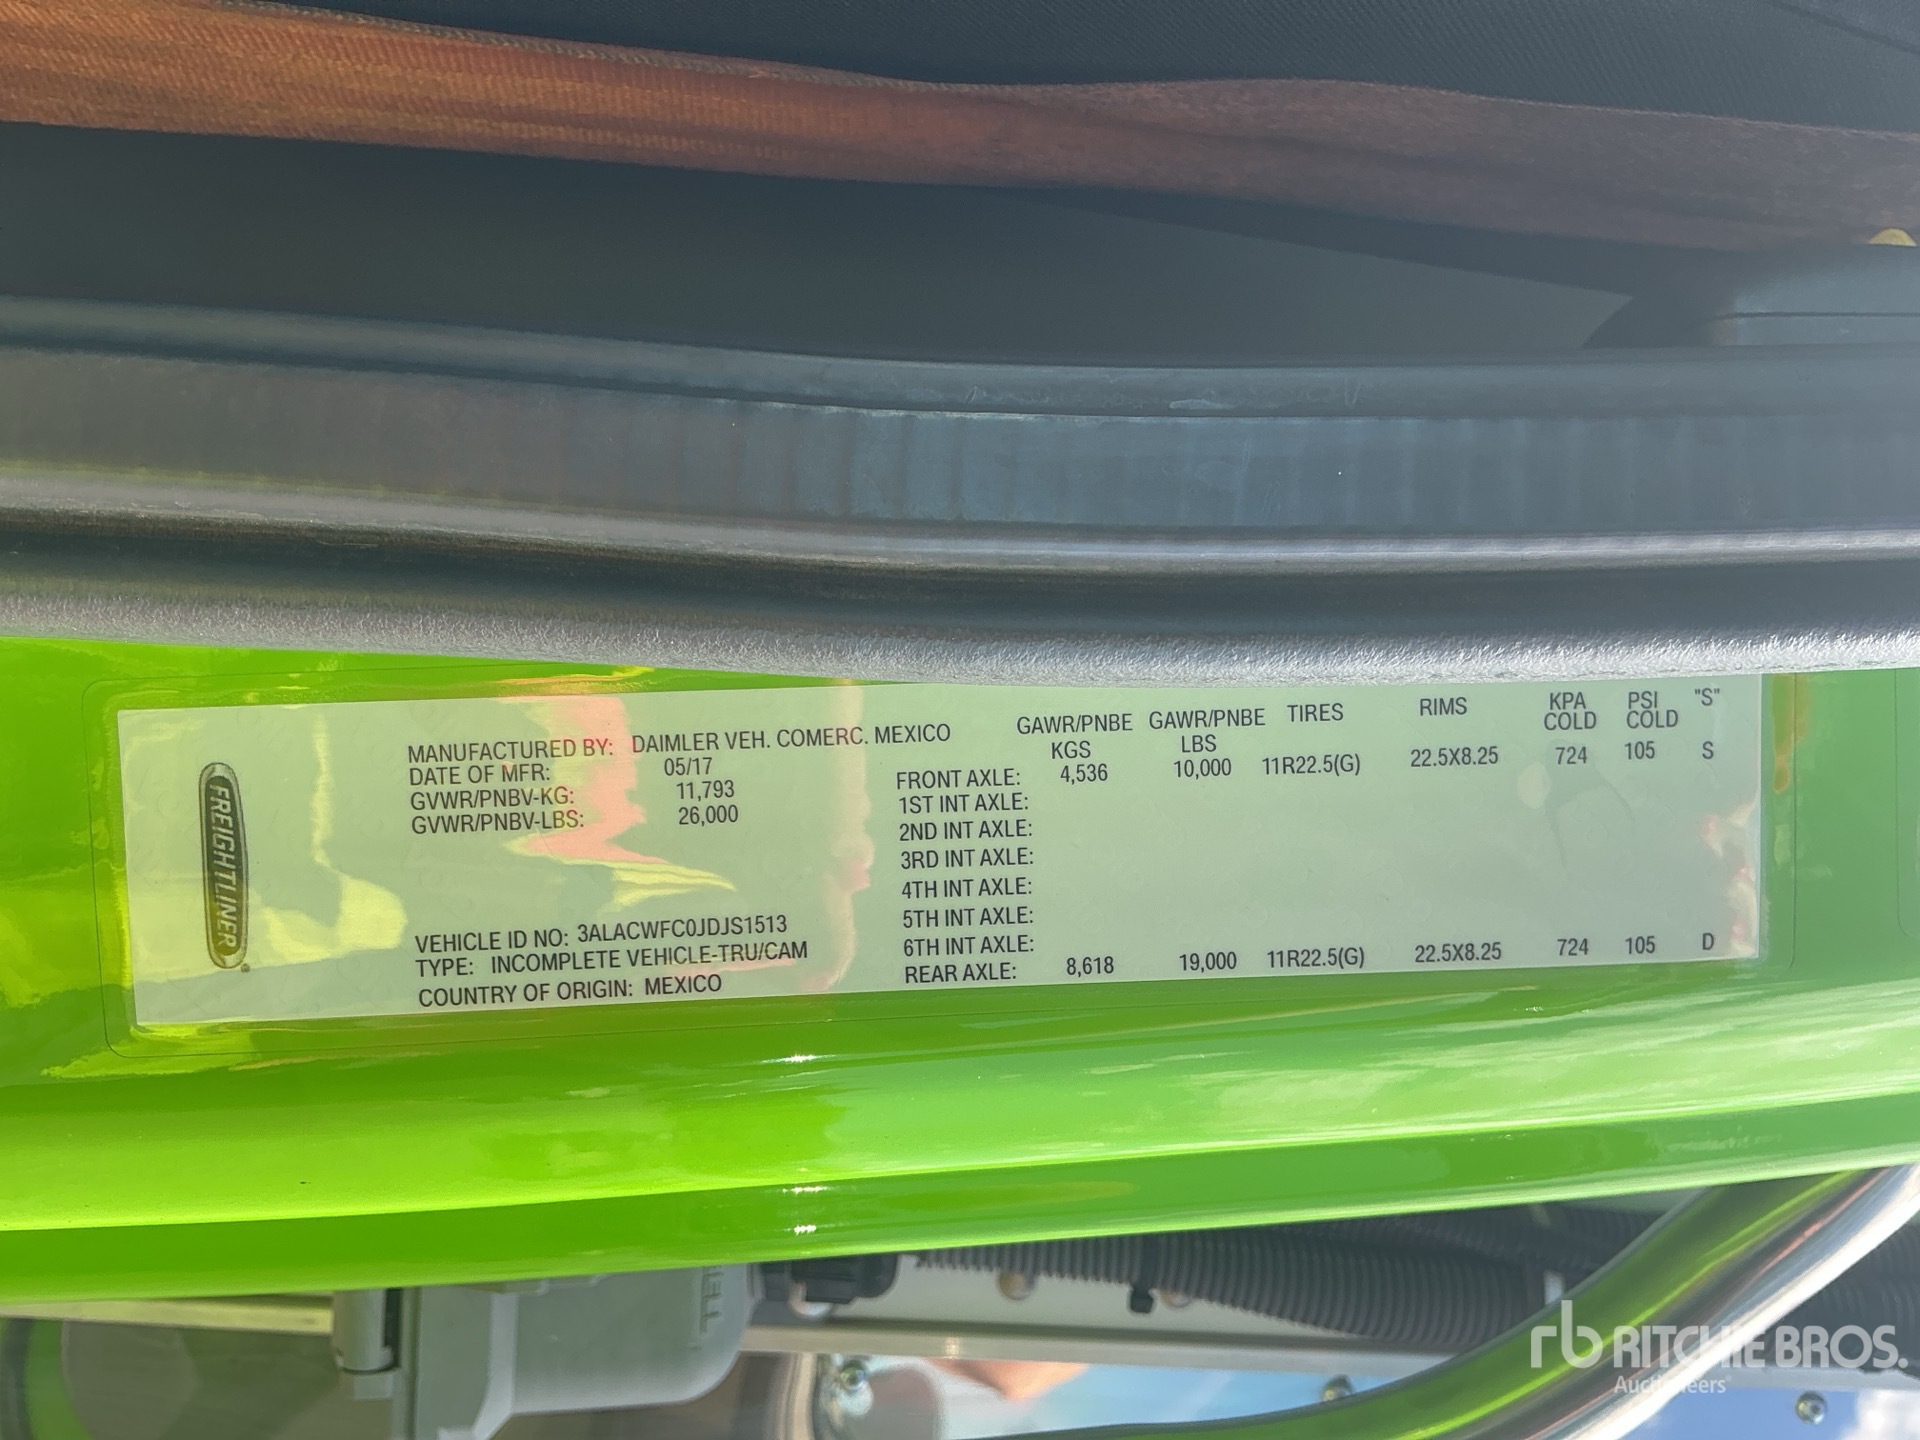 FREIGHTLINER
MANUFACTURED BY: DAIMLER VEH. COMERC. MEXICO
DATE OF MFR: 05/17
GVWR/PNBV-KG: 11,793
GVWR/PNBV-LBS: 26,000
VEHICLE ID NO: 3ALACWFC0JDJS1513
TYPE: INCOMPLETE VEHICLE-TRU/CAM
COUNTRY OF ORIGIN: MEXICO
GAWR/PNBE GAWR/PNBE TIRES RIMS KPA PSI "S"
KGS LBS COLD COLD
FRONT AXLE: 4,536 10,000 11R22.5(G) 22.5X8.25 724 105 S
1ST INT AXLE:
2ND INT AXLE:
3RD INT AXLE:
4TH INT AXLE:
5TH INT AXLE:
6TH INT AXLE:
REAR AXLE: 8,618 19,000 11R22.5(G) 22.5X8.25 724 105 D
rb RITCHIE BROS.
Auctioneers